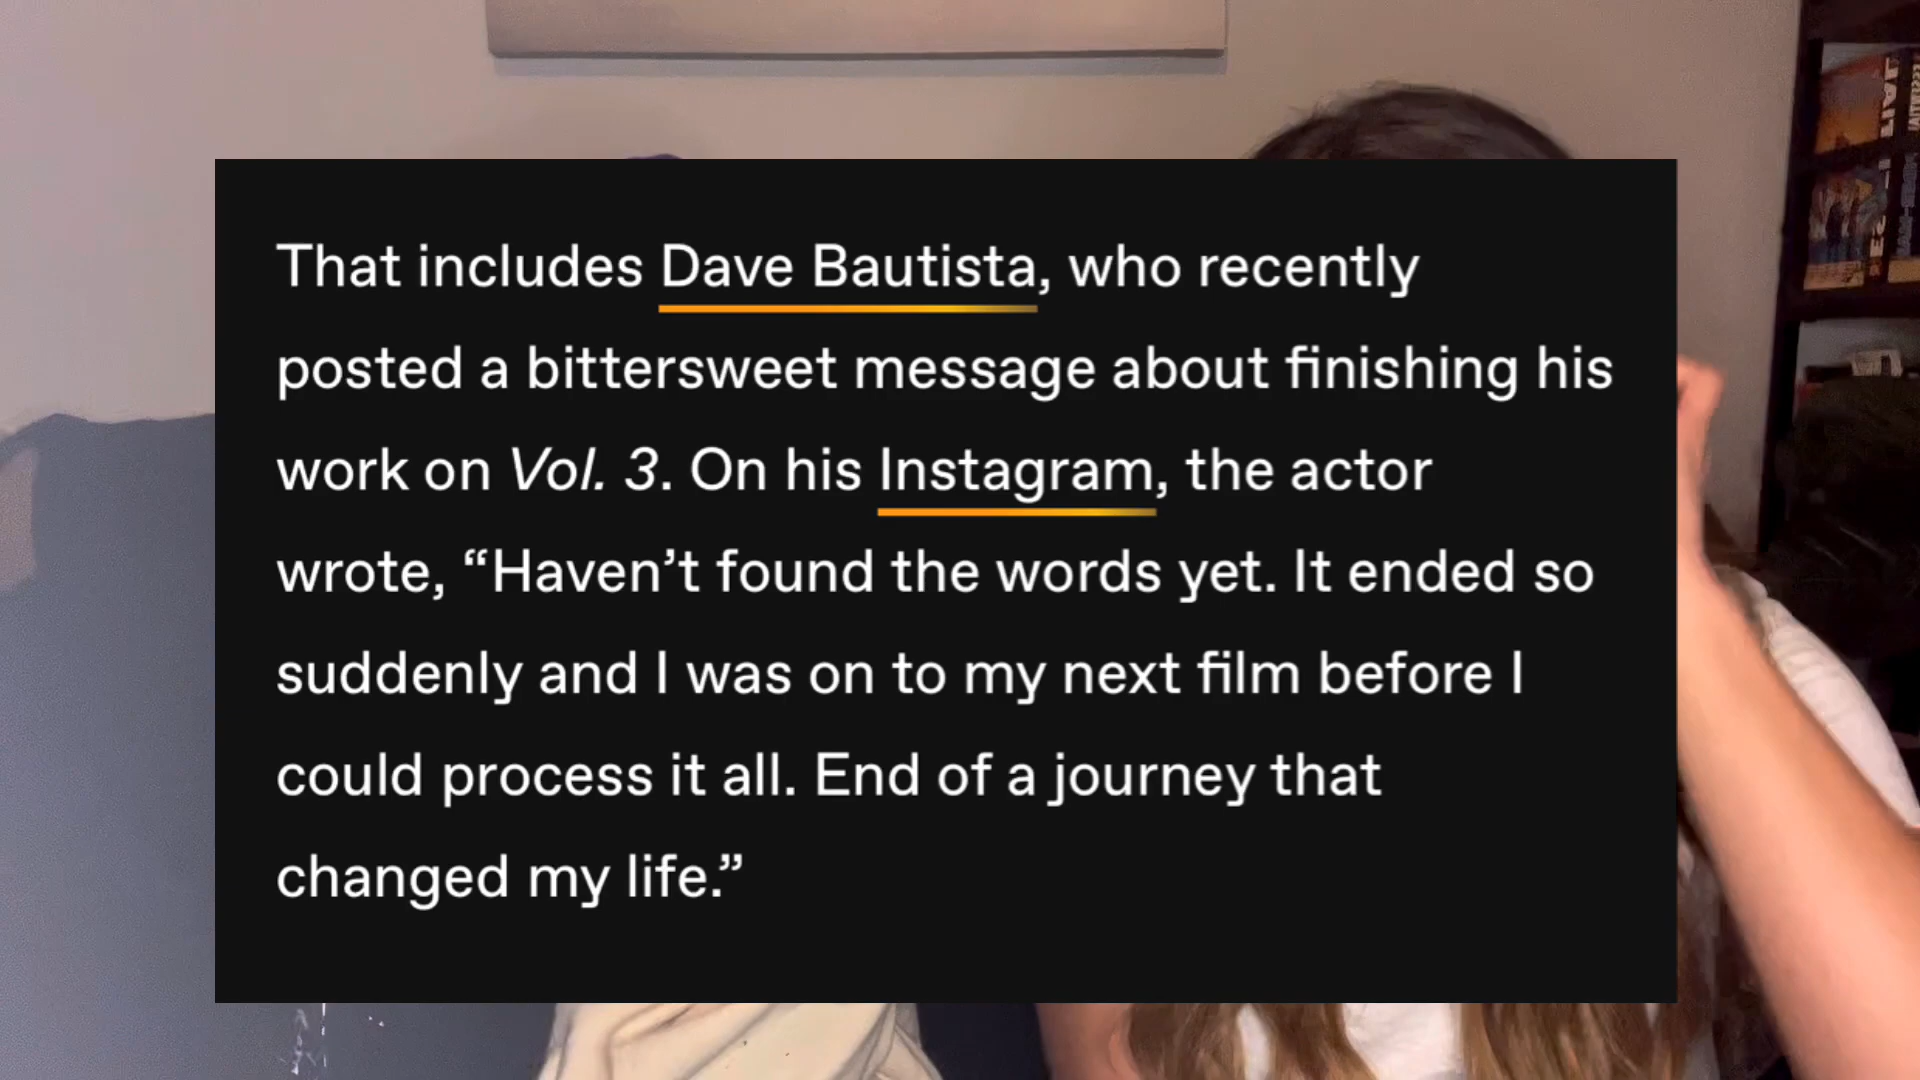 That includes Dave Bautista, who recently
posted a bittersweet message about finishing his
work on Vol. 3. On his Instagram, the actor
wrote, “Haven’t found the words yet. It ended so
suddenly and I was on to my next film before I
could process it all. End of a journey that
changed my life.”